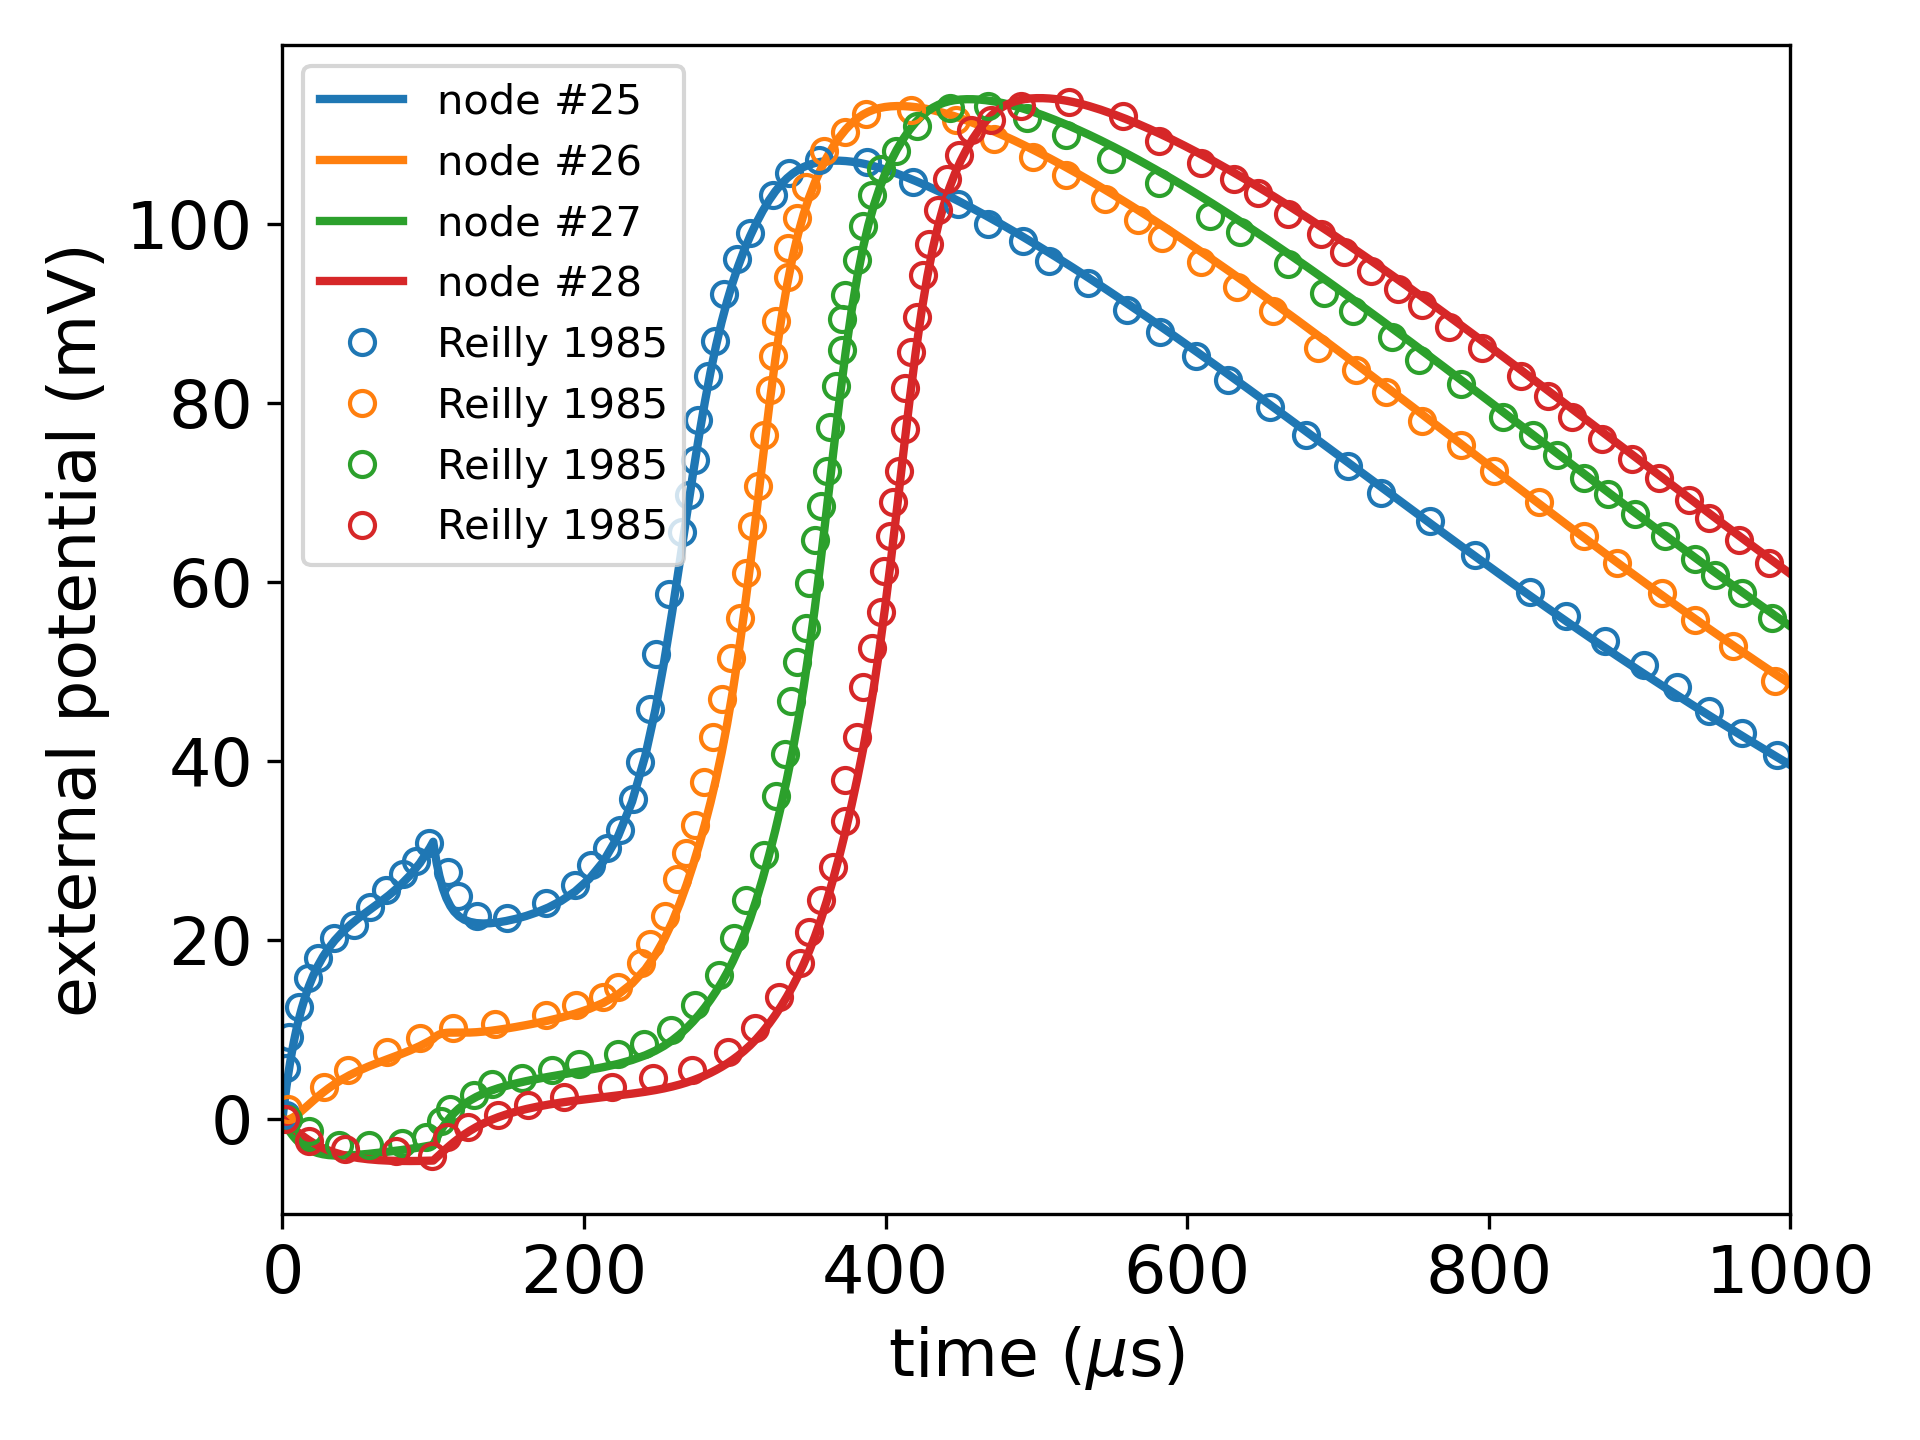 node #25
node #26
node #27
node #28
Reilly 1985
Reilly 1985
Reilly 1985
Reilly 1985
external potential (mV)
100
80
60
40
20
0
0 200 400 600 800 1000
time (μs)